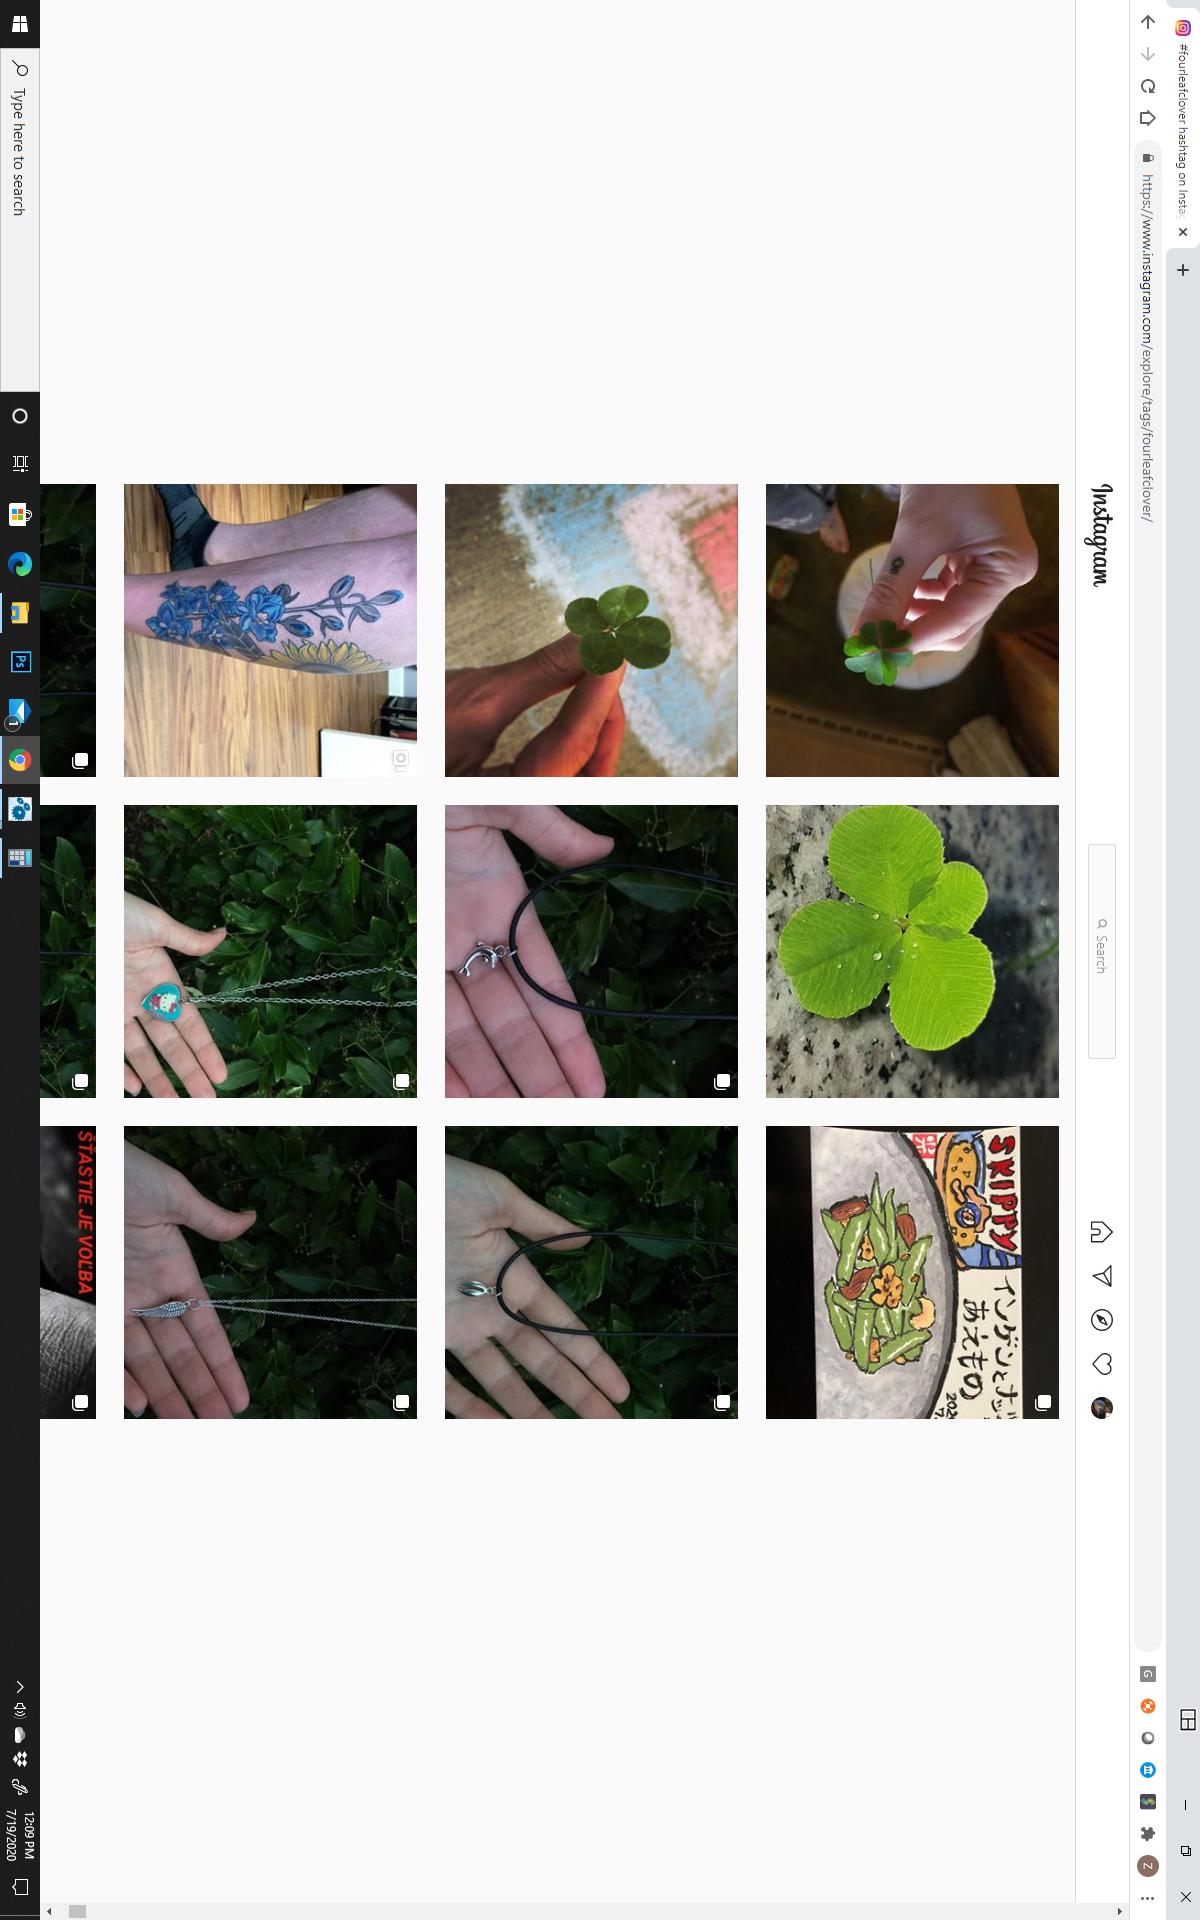 #fourleafclover hashtag on Insta
https://www.instagram.com/explore/tags/fourleafclover/
G
Z
Instagram
Search
SKIPPY
インゲンとナッツ
あえもの
ŠŤASTIE JE VOĽBA
Type here to search
Ps
1
12:09 PM
7/19/2020